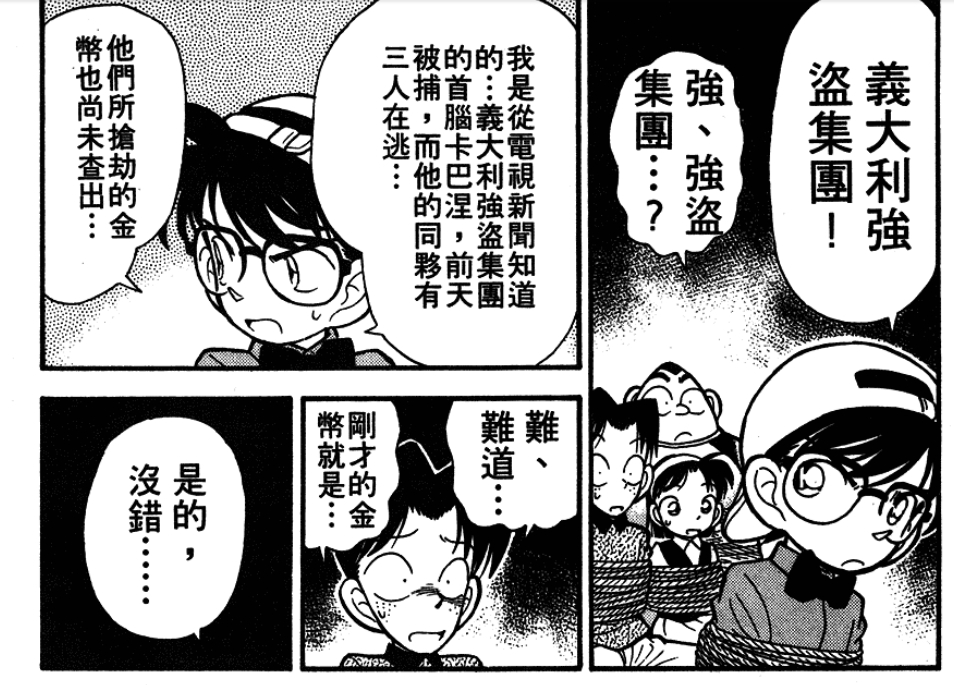 義大利強
盜集團！
強、強盜
集團…？
我是從電視新聞知道
的…義大利強盜集團
的首腦卡巴涅，前天
被捕，而他的同夥有
三人在逃…
他們所搶劫的金
幣也尚未查出…
難、
難道…
剛才的金
幣就是…
是的，
沒錯……